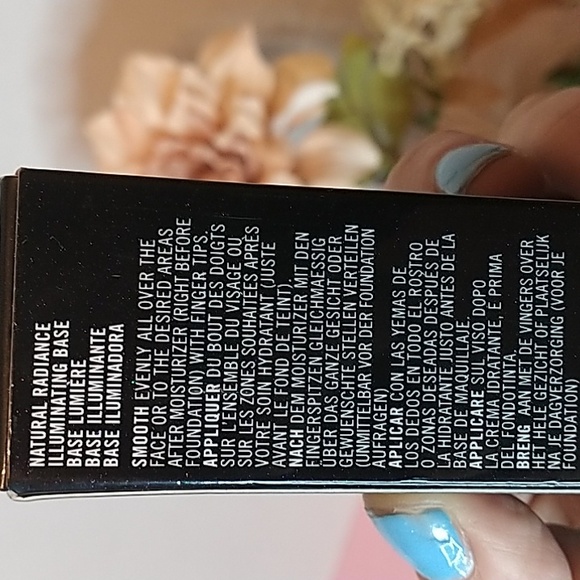 NATURAL RADIANCE
ILLUMINATING BASE
BASE LUMIÈRE
BASE ILLUMINANTE
BASE ILUMINADORA
SMOOTH EVENLY ALL OVER THE
FACE OR TO THE DESIRED AREAS
AFTER MOISTURIZER (RIGHT BEFORE
FOUNDATION) WITH FINGER TIPS.
APPLIQUER DU BOUT DES DOIGTS
SUR L'ENSEMBLE DU VISAGE OU
SUR LES ZONES SOUHAITÉES APRÈS
VOTRE SOIN HYDRATANT (JUSTE
AVANT LE FOND DE TEINT).
NACH DEM MOISTURIZER MIT DEN
FINGERSPITZEN GLEICHMAESSIG
ÜBER DAS GANZE GESICHT ODER
GEWUENSCHTE STELLEN VERTEILEN
(UNMITTELBAR VOR DER FOUNDATION
AUFRAGEN)
APLICAR CON LAS YEMAS DE
LOS DEDOS EN TODO EL ROSTRO
O ZONAS DESEADAS DESPUÉS DE
LA HIDRATANTE JUSTO ANTES DE LA
BASE DE MAQUILLAJE.
APPLICARE SUL VISO DOPO
LA CREMA IDRATANTE, E PRIMA
DEL FONDOTINTA.
BRENG AAN MET DE VINGERS OVER
HET HELE GEZICHT OF PLAATSELIJK
NA JE DAGVERZORGING (VOOR JE
FOUNDATION)